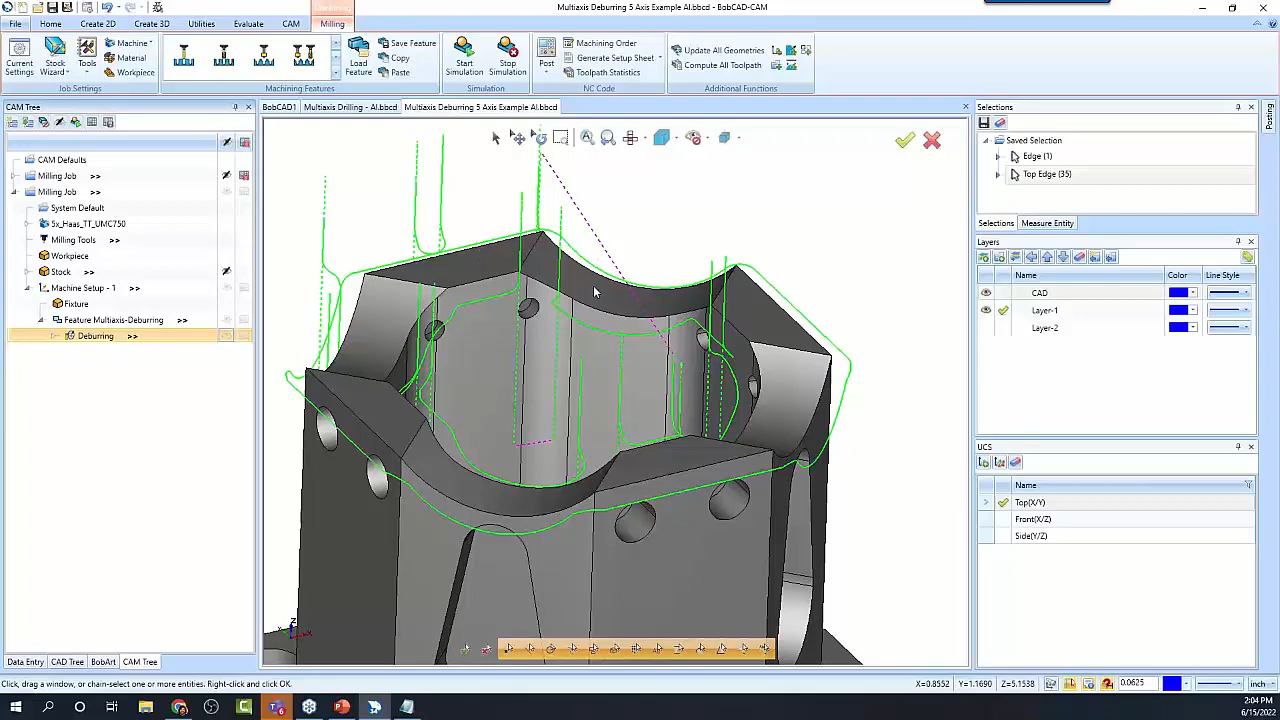 Multiaxis Deburring 5 Axis Example AI.bbcd - BobCAD-CAM
Machining
File Home Create 2D Create 3D Utilities Evaluate CAM Milling
Current Settings
Stock Wizard
Tools
Machine
Material
Workpiece
Load Feature
Save Feature
Copy
Paste
Start Simulation
Stop Simulation
Post
Machining Order
Generate Setup Sheet
Toolpath Statistics
Update All Geometries
Compute All Toolpath
Job Settings Machining Features Simulation NC Code Additional Functions
CAM Tree
BobCAD1 Multiaxis Drilling - AI.bbcd Multiaxis Deburring 5 Axis Example AI.bbcd
CAM Defaults
Milling Job >>
Milling Job >>
System Default
5x_Haas_TT_UMC750
Milling Tools >>
Workpiece
Stock >>
Machine Setup - 1 >>
Fixture
Feature Multiaxis-Deburring >>
Deburring >>
Selections
Saved Selection
Edge (1)
Top Edge (35)
Selections Measure Entity
Posting
Layers
Name Color Line Style
CAD
Layer-1
Layer-2
UCS
Name
Top(X/Y)
Front(X/Z)
Side(Y/Z)
Z
X
Data Entry CAD Tree BobArt CAM Tree
Click, drag a window, or chain-select one or more entities. Right-click and click OK.
X=0.8552 Y=1.1690 Z=5.1538 0.0625 inch
2:04 PM
6/15/2022